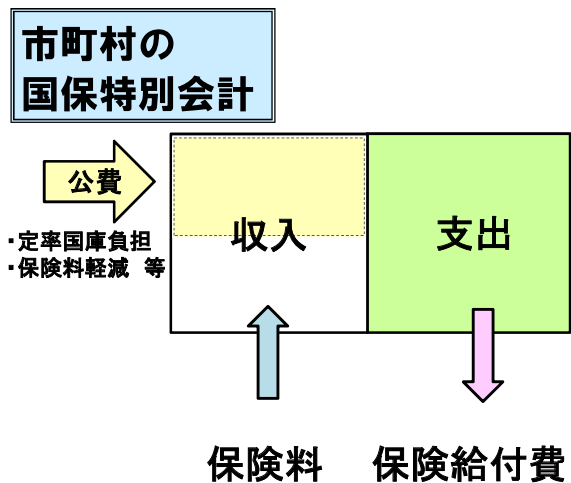 市町村の
国保特別会計
公費
・定率国庫負担
・保険料軽減　等
収入
支出
保険料
保険給付費